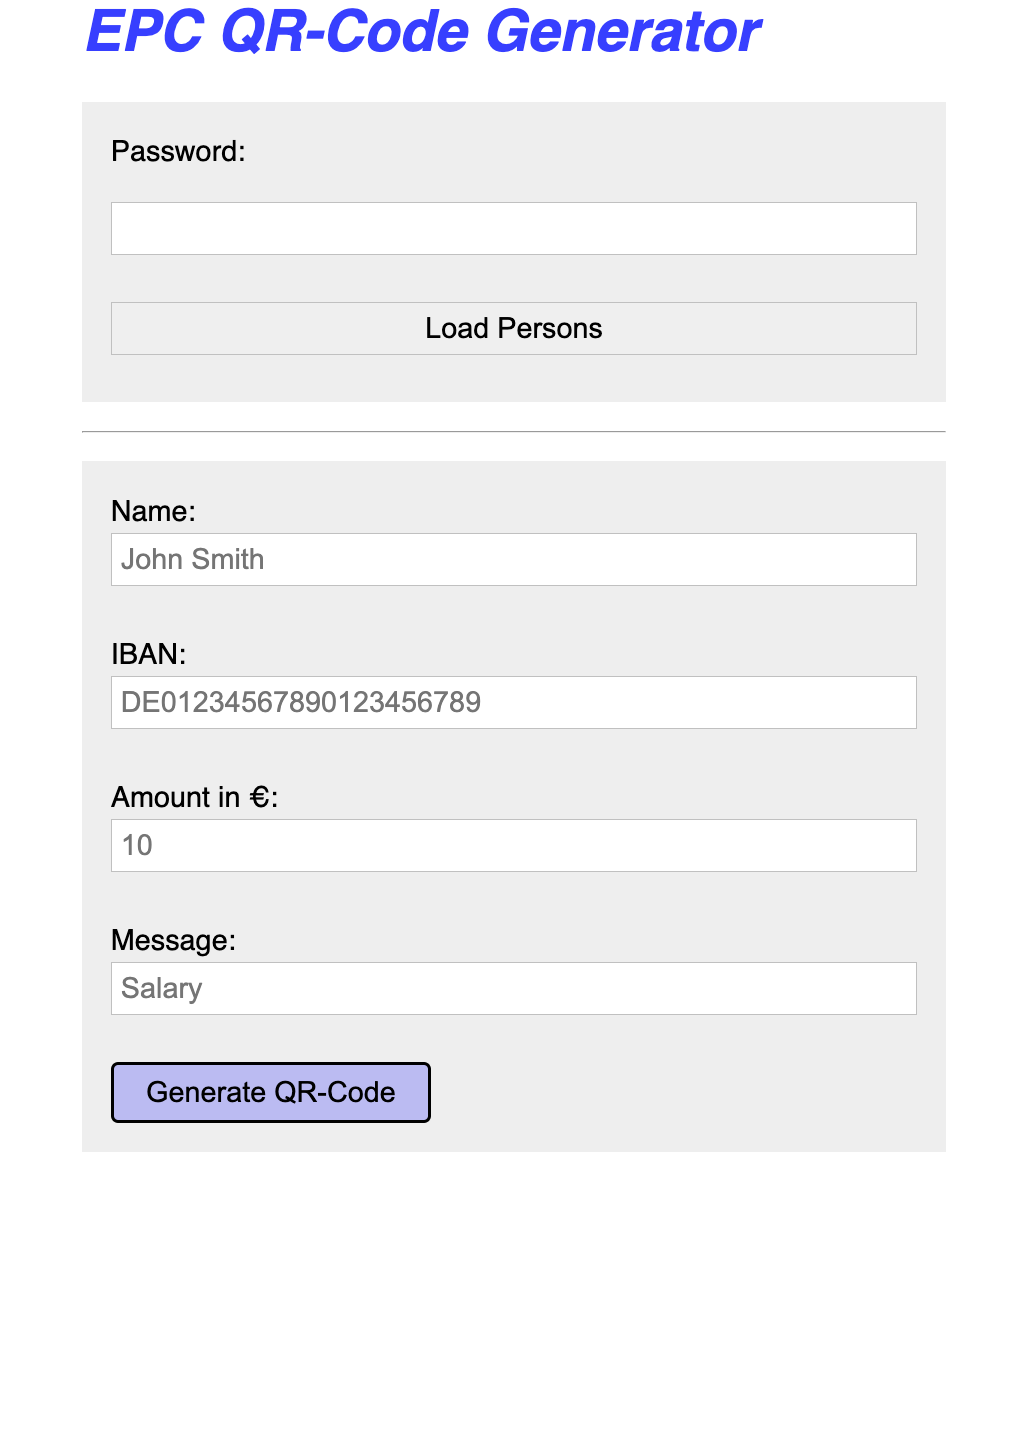 EPC QR-Code Generator
Password:
Load Persons
Name:
John Smith
IBAN:
DE01234567890123456789
Amount in €:
10
Message:
Salary
Generate QR-Code